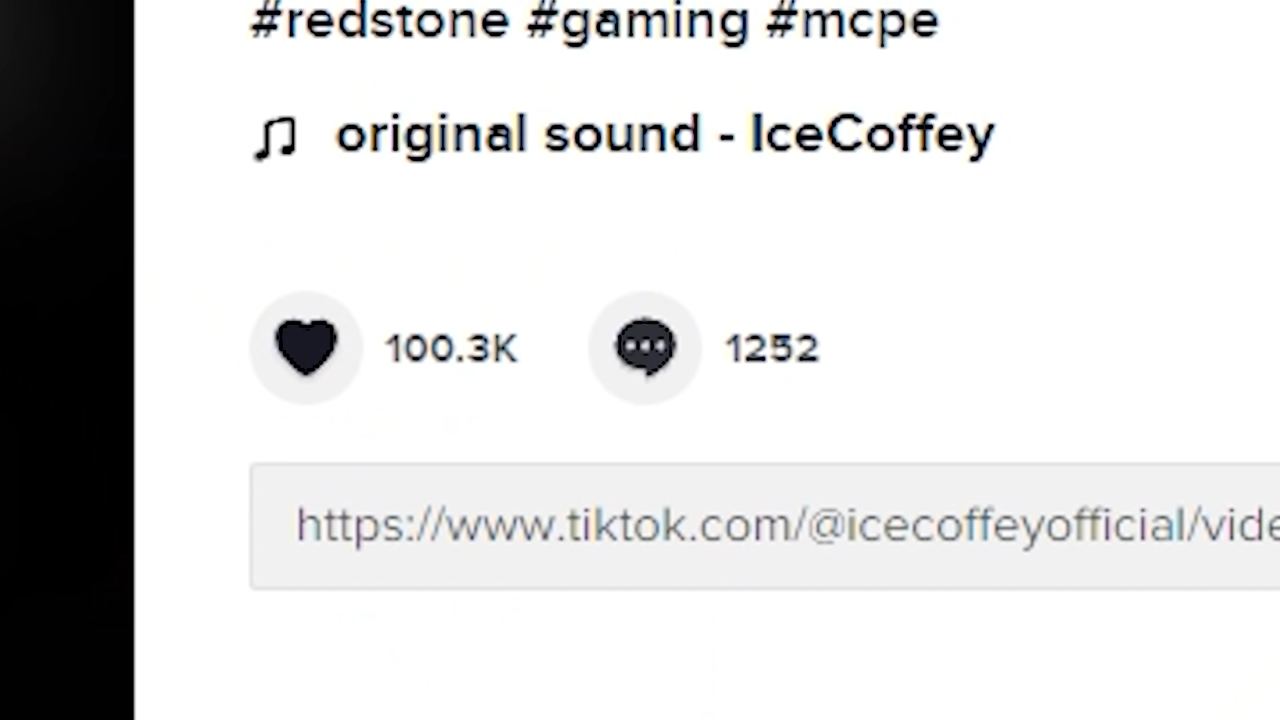 #redstone #gaming #mcpe
original sound - IceCoffey
100.3K 1252
https://www.tiktok.com/@icecoffeyofficial/vide